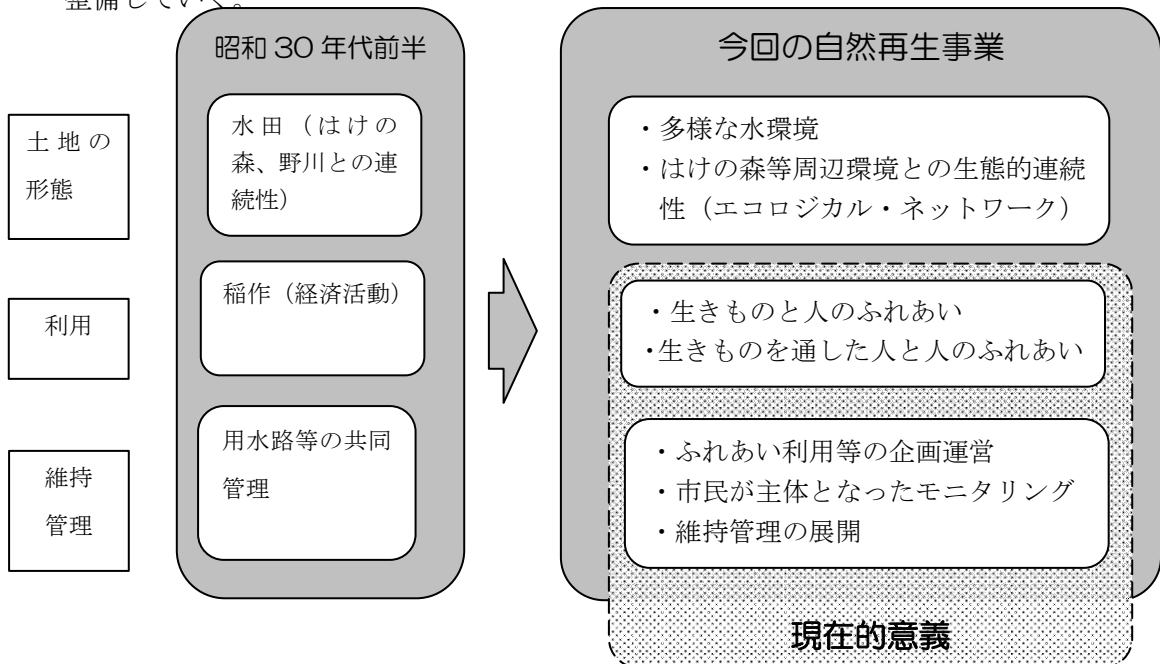 整備していく。
昭和 30 年代前半
今回の自然再生事業
土地の
形態
水田（はけの
森、野川との連
続性）
・多様な水環境
・はけの森等周辺環境との生態的連続
性（エコロジカル・ネットワーク）
利用
稲作（経済活動）
・生きものと人のふれあい
・生きものを通した人と人のふれあい
維持
管理
用水路等の共同
管理
・ふれあい利用等の企画運営
・市民が主体となったモニタリング
・維持管理の展開
現在的意義